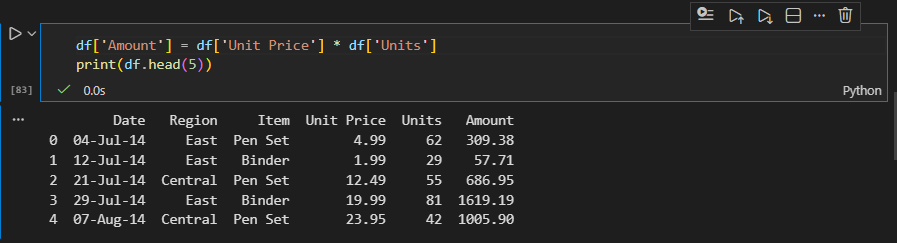 df['Amount'] = df['Unit Price'] * df['Units']
print(df.head(5))
[83] 0.0s Python
Date Region Item Unit Price Units Amount
0 04-Jul-14 East Pen Set 4.99 62 309.38
1 12-Jul-14 East Binder 1.99 29 57.71
2 21-Jul-14 Central Pen Set 12.49 55 686.95
3 29-Jul-14 East Binder 19.99 81 1619.19
4 07-Aug-14 Central Pen Set 23.95 42 1005.90